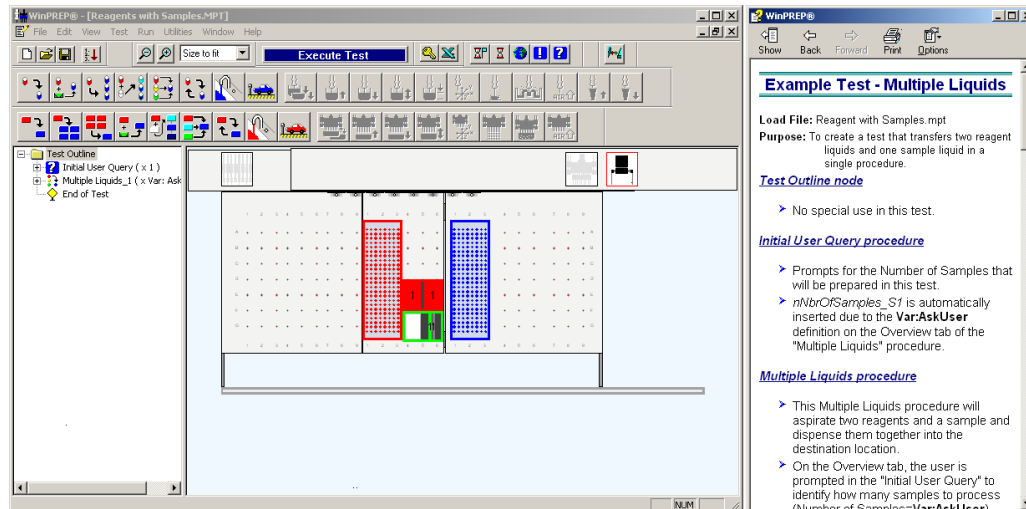 WinPREP® - [Reagents with Samples.MPT]
File Edit View Test Run Utilities Window Help
Size to fit
Execute Test
Test Outline
Initial User Query ( x 1 )
Multiple Liquids_1 ( x Var: Ask
End of Test
1 1
NUM
WinPREP®
Show Back Forward Print Options
Example Test - Multiple Liquids
Load File: Reagent with Samples.mpt
Purpose: To create a test that transfers two reagent
liquids and one sample liquid in a
single procedure.
Test Outline node
No special use in this test.
Initial User Query procedure
Prompts for the Number of Samples that
will be prepared in this test.
nNbrOfSamples_S1 is automatically
inserted due to the Var:AskUser
definition on the Overview tab of the
"Multiple Liquids" procedure.
Multiple Liquids procedure
This Multiple Liquids procedure will
aspirate two reagents and a sample and
dispense them together into the
destination location.
On the Overview tab, the user is
prompted in the "Initial User Query" to
identify how many samples to process
(Number of Samples=Var:AskUser)